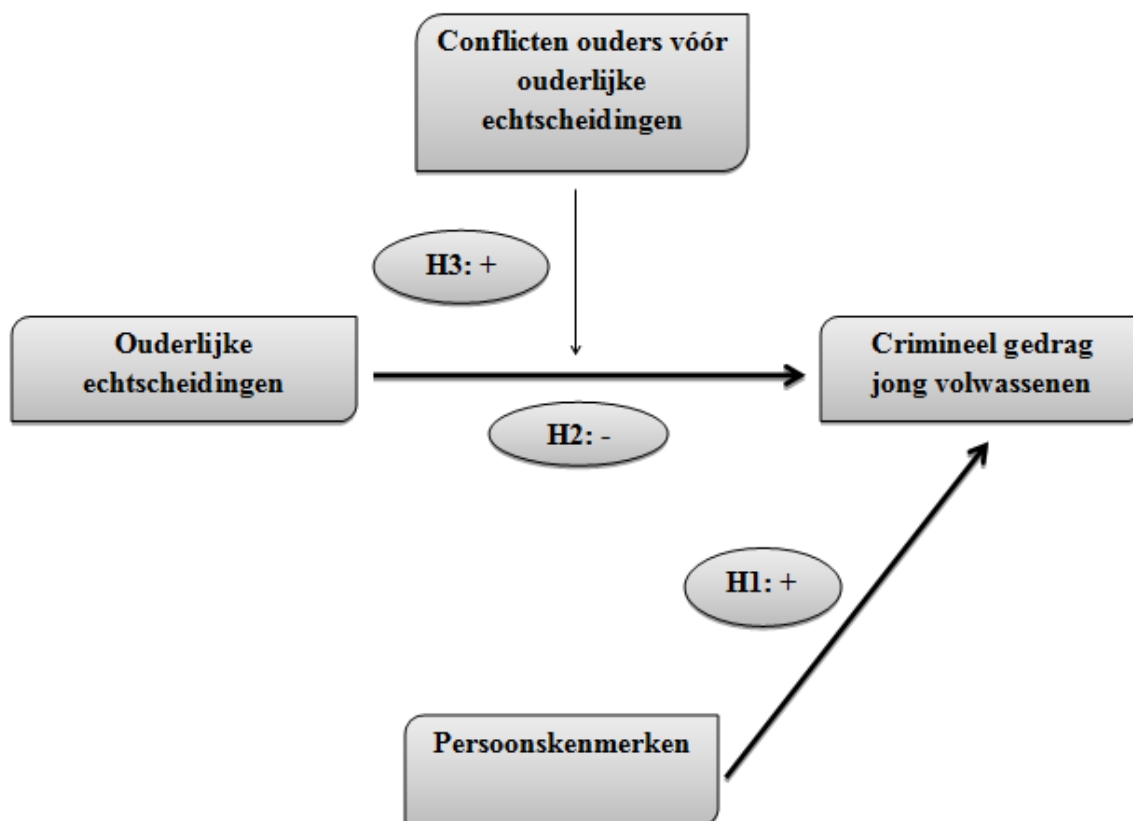 Conflicten ouders vóór
ouderlijke
echtscheidingen
H3: +
Ouderlijke
echtscheidingen
Crimineel gedrag
jong volwassenen
H2: -
H1: +
Persoonskenmerken